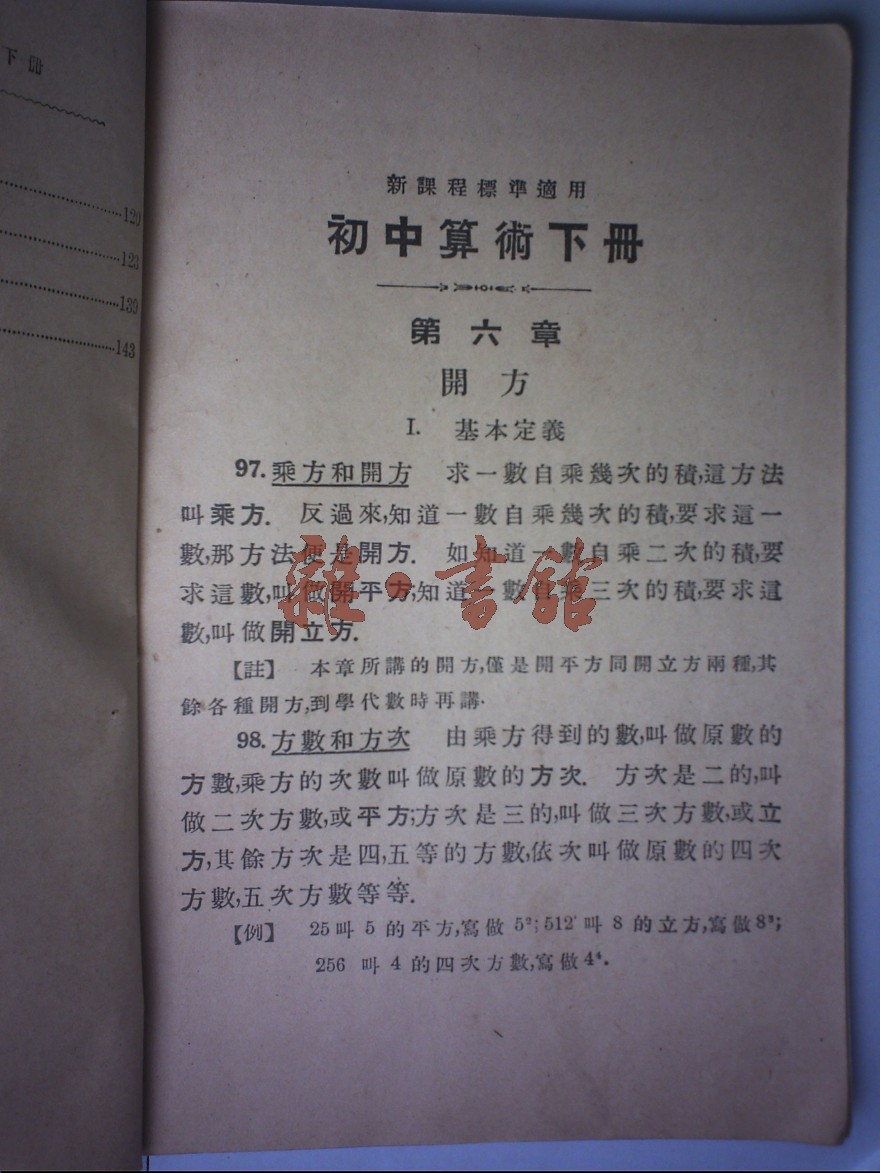 下冊
120
123
139
143
新課程標準適用
初中算術下冊
第六章
開方
I. 基本定義
97. 乘方和開方 求一數自乘幾次的積,這方法
叫乘方. 反過來,知道一數自乘幾次的積,要求這一
數,那方法便是開方. 如知道一數自乘二次的積,要
求這數,叫做開平方;知道一數自乘三次的積,要求這
數,叫做開立方.
【註】 本章所講的開方,僅是開平方同開立方兩種,其
餘各種開方,到學代數時再講.
98. 方數和方次 由乘方得到的數,叫做原數的
方數,乘方的次數叫做原數的方次. 方次是二的,叫
做二次方數,或平方;方次是三的,叫做三次方數,或立
方,其餘方次是四,五等的方數,依次叫做原數的四次
方數,五次方數等等.
【例】 25叫 5 的平方,寫做 5²; 512 叫 8 的立方,寫做8³;
256 叫 4 的四次方數,寫做4⁴.
雜·書館